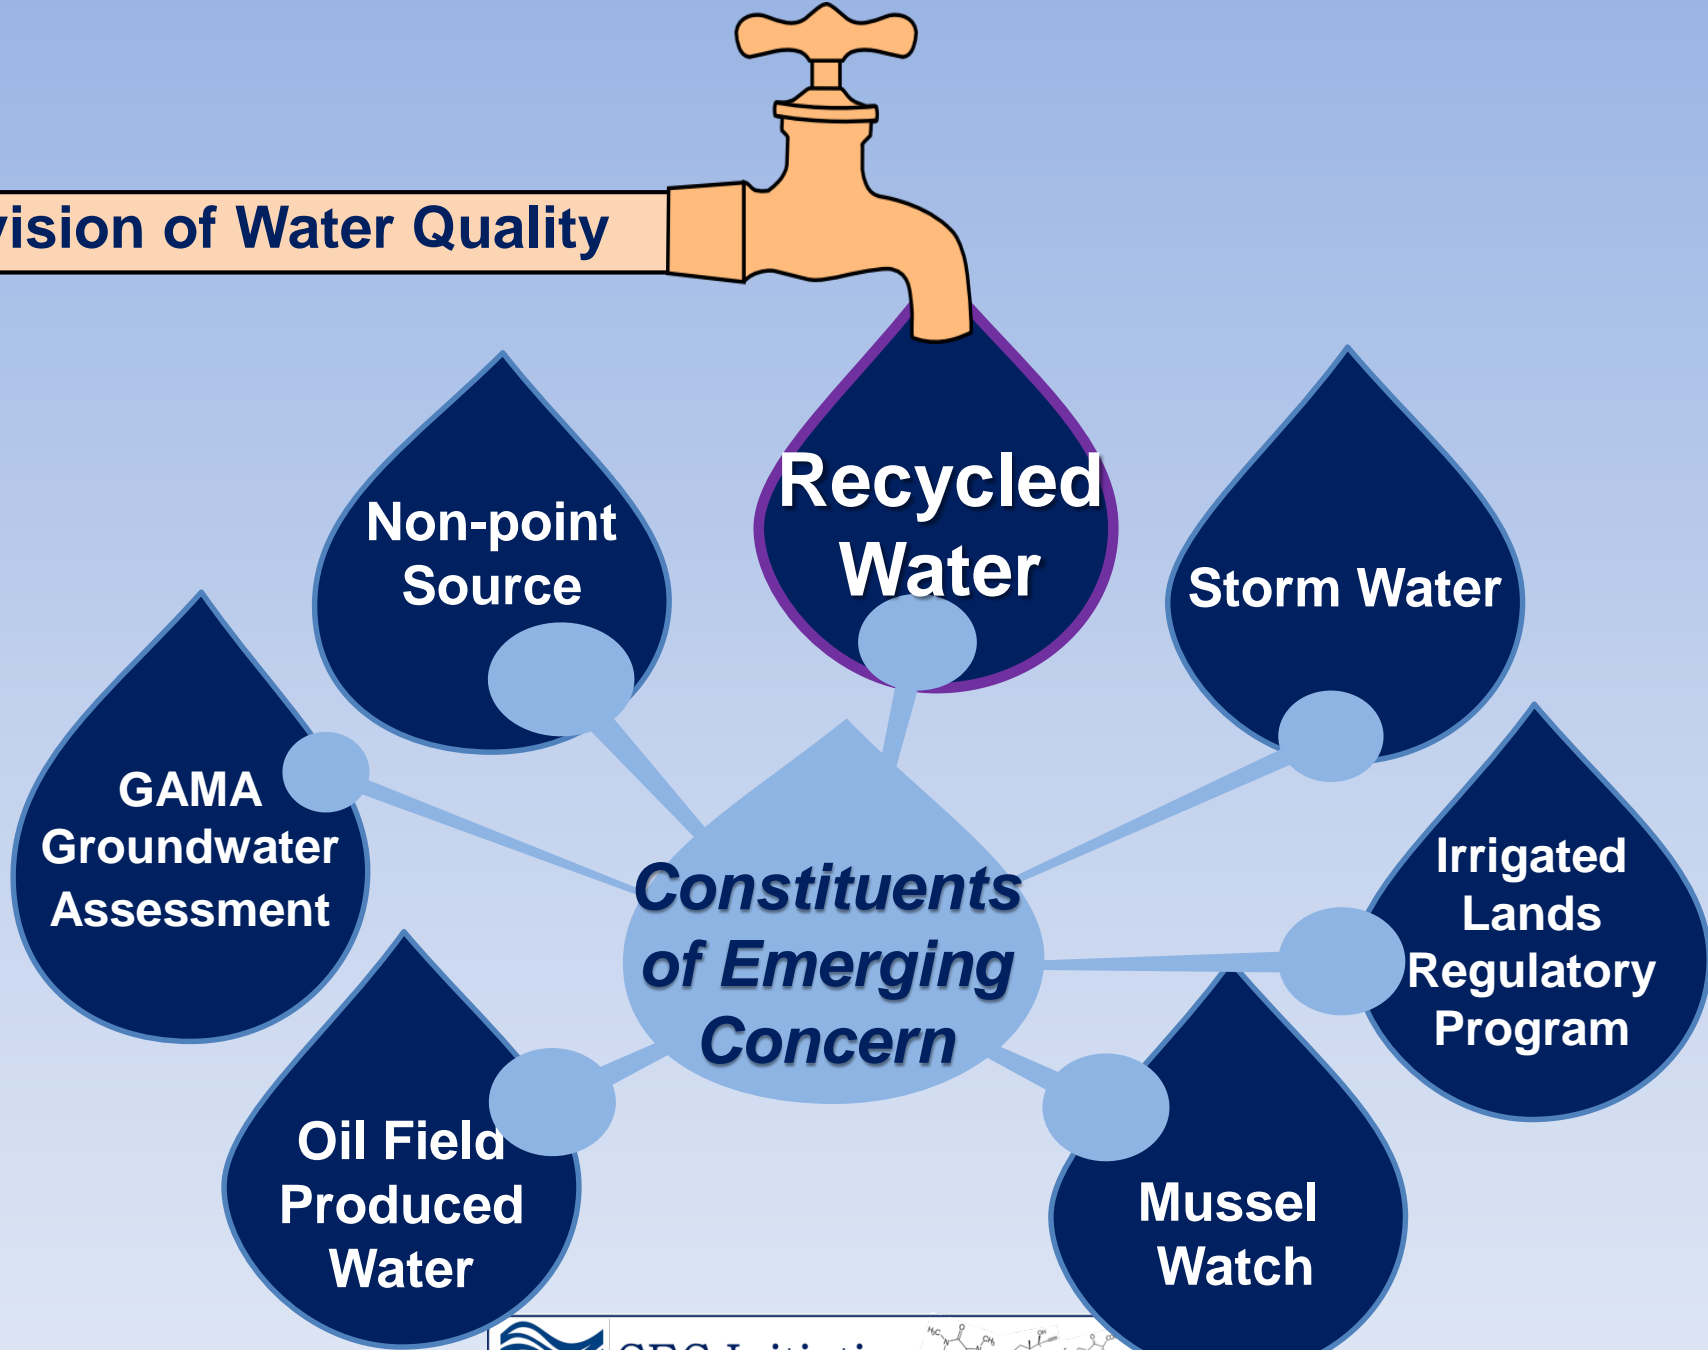 of Water Quality
Recycled
Water
Non-point
Source
Storm Water
GAMA
Groundwater
Assessment
Constituents
of Emerging
Concern
Irrigated
Lands
Regulatory
Program
Oil Field
Produced
Water
Mussel
Watch